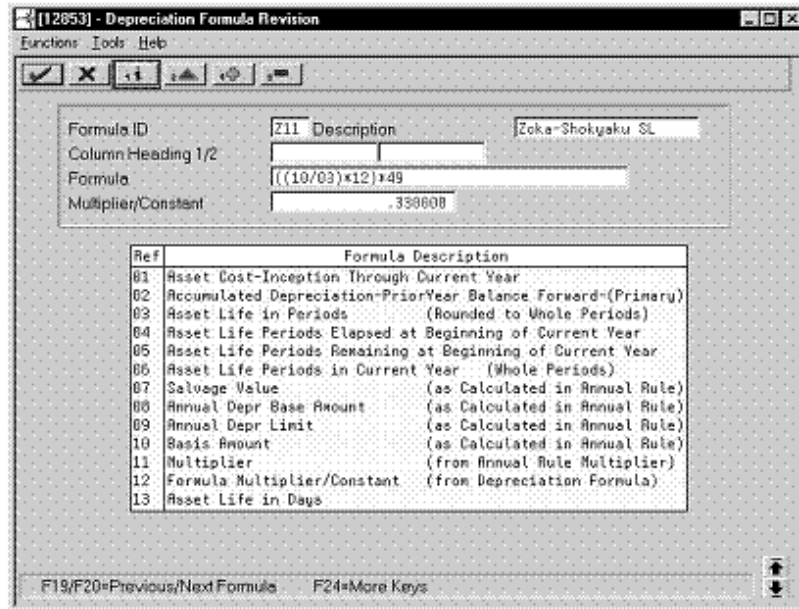 [12853] - Depreciation Formula Revision
Functions Tools Help
Formula ID Z11 Description Zoka-Shokyaku SL
Column Heading 1/2
Formula ((10/03)*12)*49
Multiplier/Constant .330000
Ref Formula Description
01 Asset Cost-Inception Through Current Year
02 Accumulated Depreciation-PriorYear Balance Forward-(Primary)
03 Asset Life in Periods (Rounded to Whole Periods)
04 Asset Life Periods Elapsed at Beginning of Current Year
05 Asset Life Periods Remaining at Beginning of Current Year
06 Asset Life Periods in Current Year (Whole Periods)
07 Salvage Value (as Calculated in Annual Rule)
08 Annual Depr Base Amount (as Calculated in Annual Rule)
09 Annual Depr Limit (as Calculated in Annual Rule)
10 Basis Amount (as Calculated in Annual Rule)
11 Multiplier (from Annual Rule Multiplier)
12 Formula Multiplier/Constant (from Depreciation Formula)
13 Asset Life in Days
F19/F20=Previous/Next Formula F24=More Keys